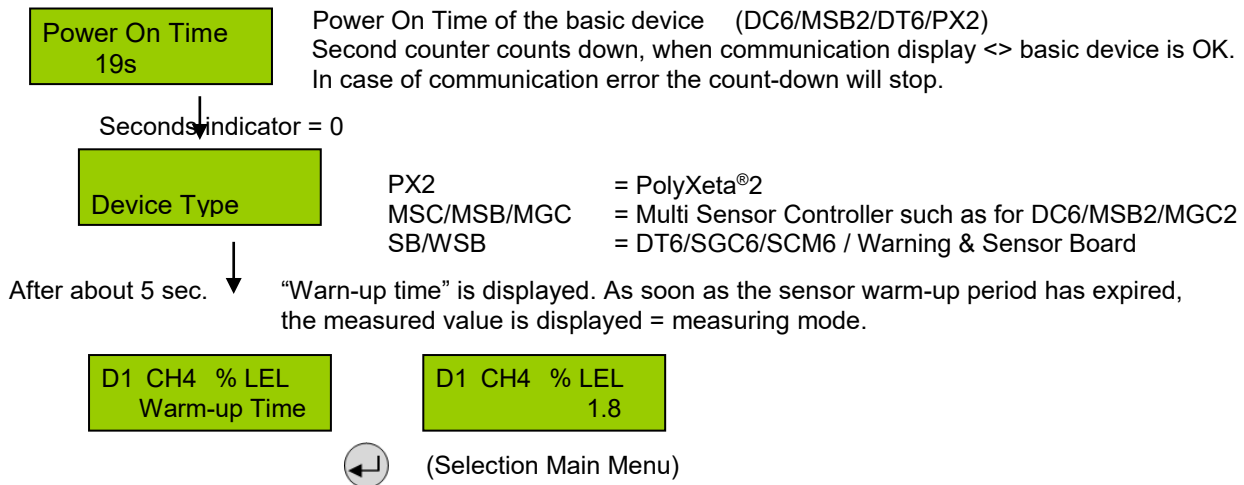 Power On Time
19s
Power On Time of the basic device (DC6/MSB2/DT6/PX2)
Second counter counts down, when communication display <> basic device is OK.
In case of communication error the count-down will stop.
Seconds indicator = 0
Device Type
PX2 = PolyXeta®2
MSC/MSB/MGC = Multi Sensor Controller such as for DC6/MSB2/MGC2
SB/WSB = DT6/SGC6/SCM6 / Warning & Sensor Board
After about 5 sec.
“Warn-up time” is displayed. As soon as the sensor warm-up period has expired,
the measured value is displayed = measuring mode.
D1 CH4 % LEL
Warm-up Time
D1 CH4 % LEL
1.8
(Selection Main Menu)